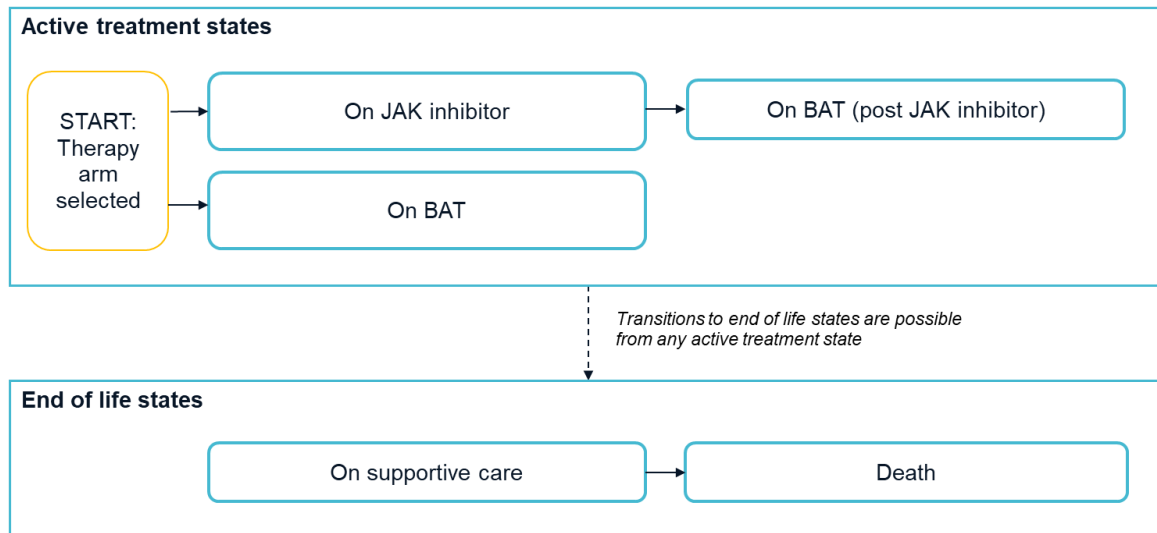 Active treatment states
START:
Therapy
arm
selected
On JAK inhibitor
On BAT (post JAK inhibitor)
On BAT
Transitions to end of life states are possible
from any active treatment state
End of life states
On supportive care
Death